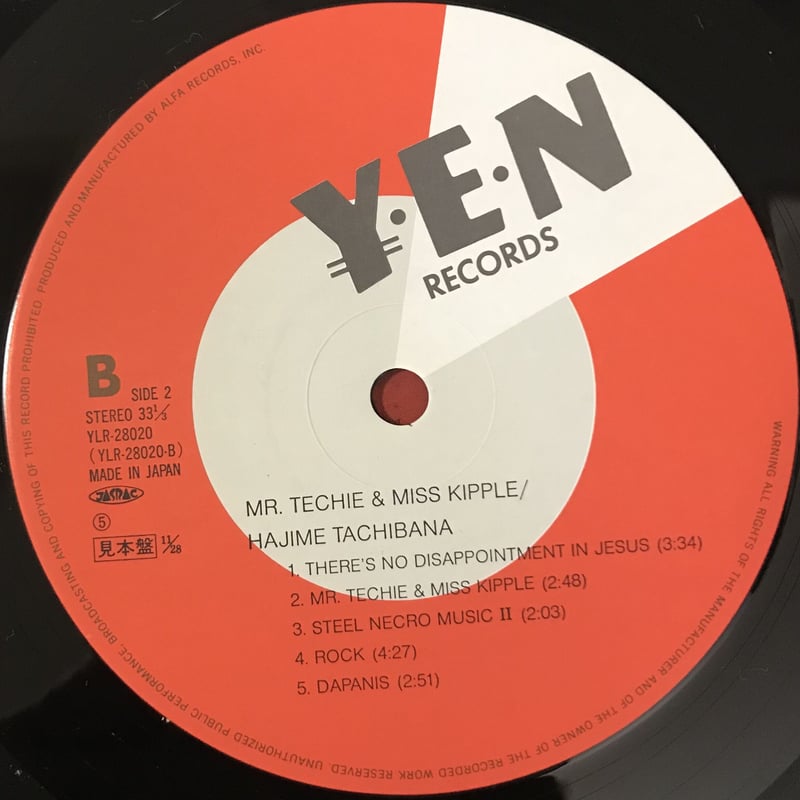 Y·E·N
RECORDS
B SIDE 2
STEREO 33 1/3
YLR-28020
(YLR-28020-B)
MADE IN JAPAN
JASRAC
⑤
見本盤 11/28
MR. TECHIE & MISS KIPPLE/
HAJIME TACHIBANA
1. THERE'S NO DISAPPOINTMENT IN JESUS (3:34)
2. MR. TECHIE & MISS KIPPLE (2:48)
3. STEEL NECRO MUSIC II (2:03)
4. ROCK (4:27)
5. DAPANIS (2:51)
WARNING ALL RIGHTS OF THE MANUFACTURER AND OF THE OWNER OF THE RECORDED WORK RESERVED. UNAUTHORIZED PUBLIC PERFORMANCE, BROADCASTING AND COPYING OF THIS RECORD PROHIBITED PRODUCED AND MANUFACTURED BY ALFA RECORDS, INC.